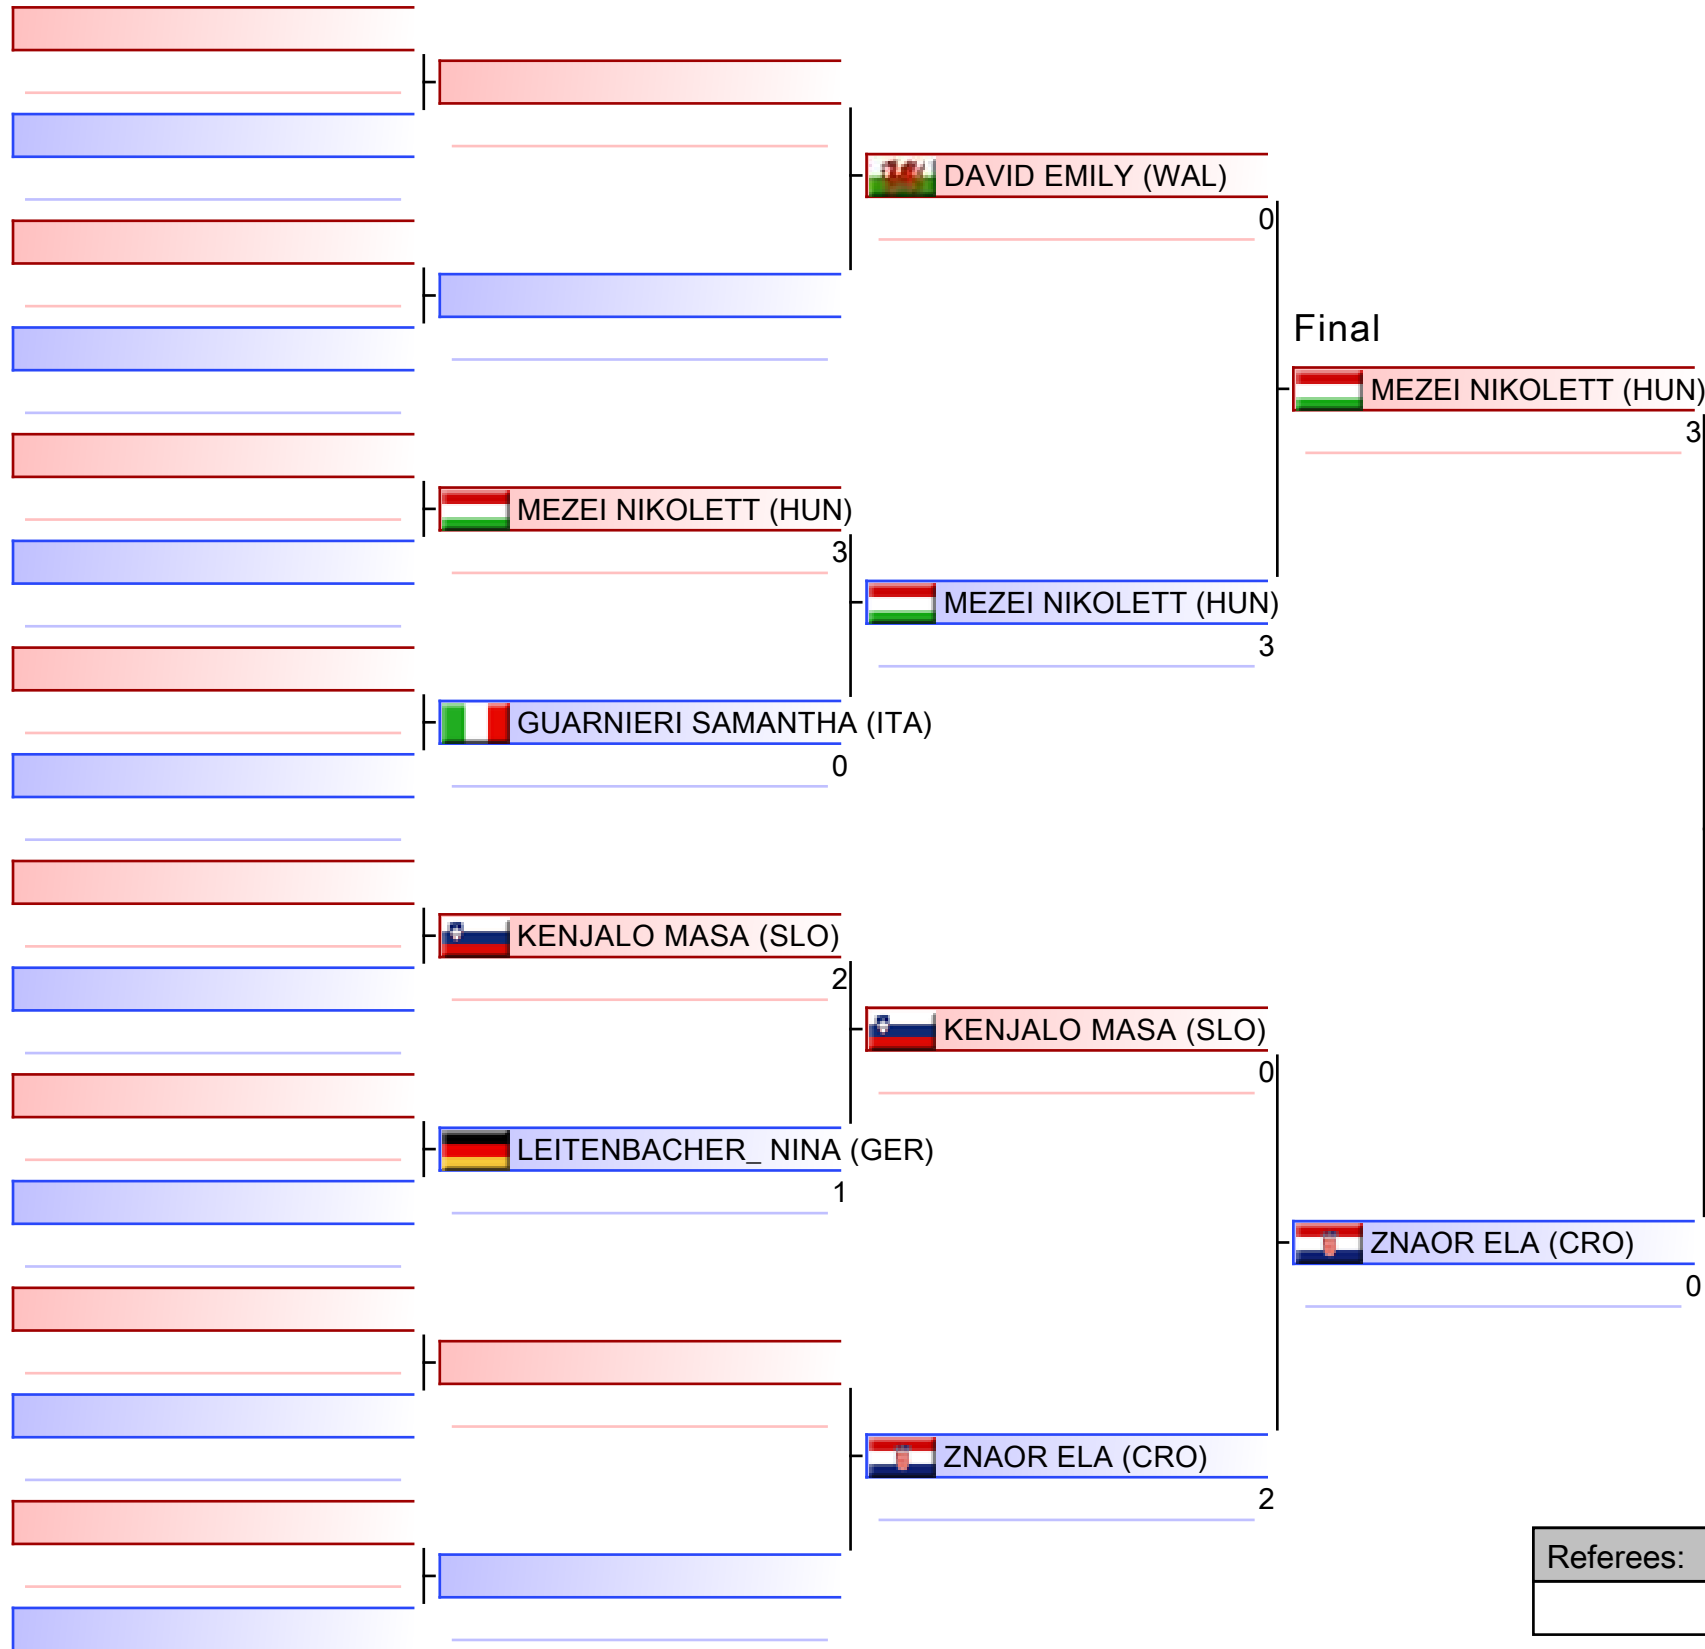 DAVID EMILY (WAL)
0
Final
MEZEI NIKOLETT (HUN)
3
MEZEI NIKOLETT (HUN)
3
MEZEI NIKOLETT (HUN)
3
GUARNIERI SAMANTHA (ITA)
0
KENJALO MASA (SLO)
2
KENJALO MASA (SLO)
0
LEITENBACHER_ NINA (GER)
1
ZNAOR ELA (CRO)
0
ZNAOR ELA (CRO)
2
Referees: